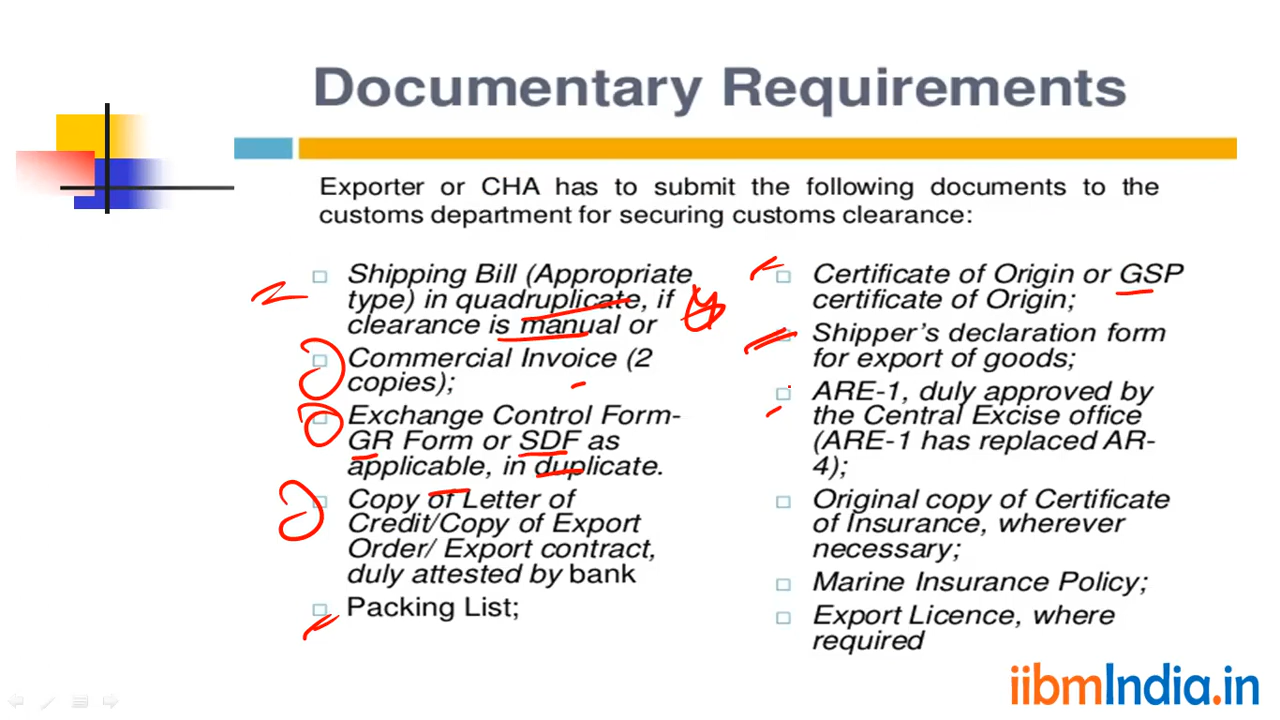 Documentary Requirements
Exporter or CHA has to submit the following documents to the
customs department for securing customs clearance:
Shipping Bill (Appropriate
type) in quadruplicate, if
clearance is manual or
Commercial Invoice (2
copies);
Exchange Control Form-
GR Form or SDF as
applicable, in duplicate.
Copy of Letter of
Credit/Copy of Export
Order/ Export contract,
duly attested by bank
Packing List;
Certificate of Origin or GSP
certificate of Origin;
Shipper's declaration form
for export of goods;
ARE-1, duly approved by
the Central Excise office
(ARE-1 has replaced AR-
4);
Original copy of Certificate
of Insurance, wherever
necessary;
Marine Insurance Policy;
Export Licence, where
required
iibmIndia.in